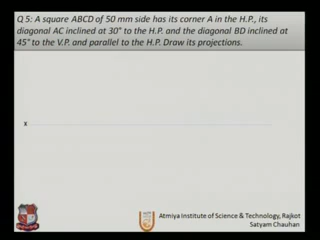 Q 5: A square ABCD of 50 mm side has its corner A in the H.P., its
diagonal AC inclined at 30° to the H.P. and the diagonal BD inclined at
45° to the V.P. and parallel to the H.P. Draw its projections.
x
Atmiya Institute of Science & Technology, Rajkot
Satyam Chauhan